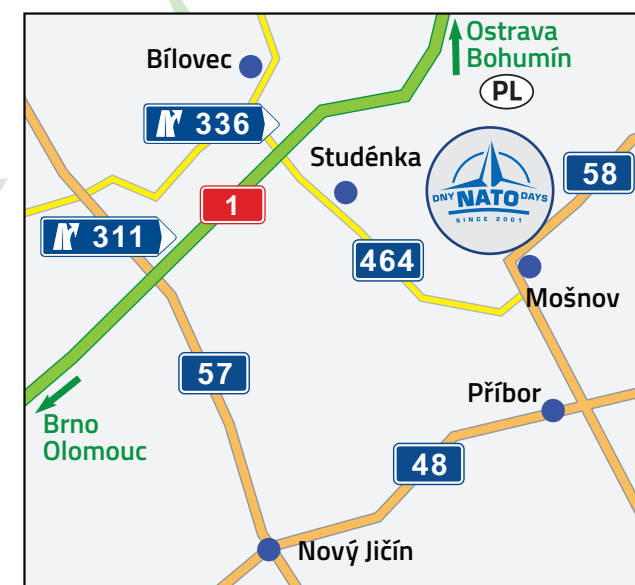 Ostrava
Bohumín
PL
Bílovec
336
Studénka
DNY NATO DAYS
SINCE 2001
58
1
311
464
Mošnov
57
Příbor
Brno
Olomouc
48
Nový Jičín